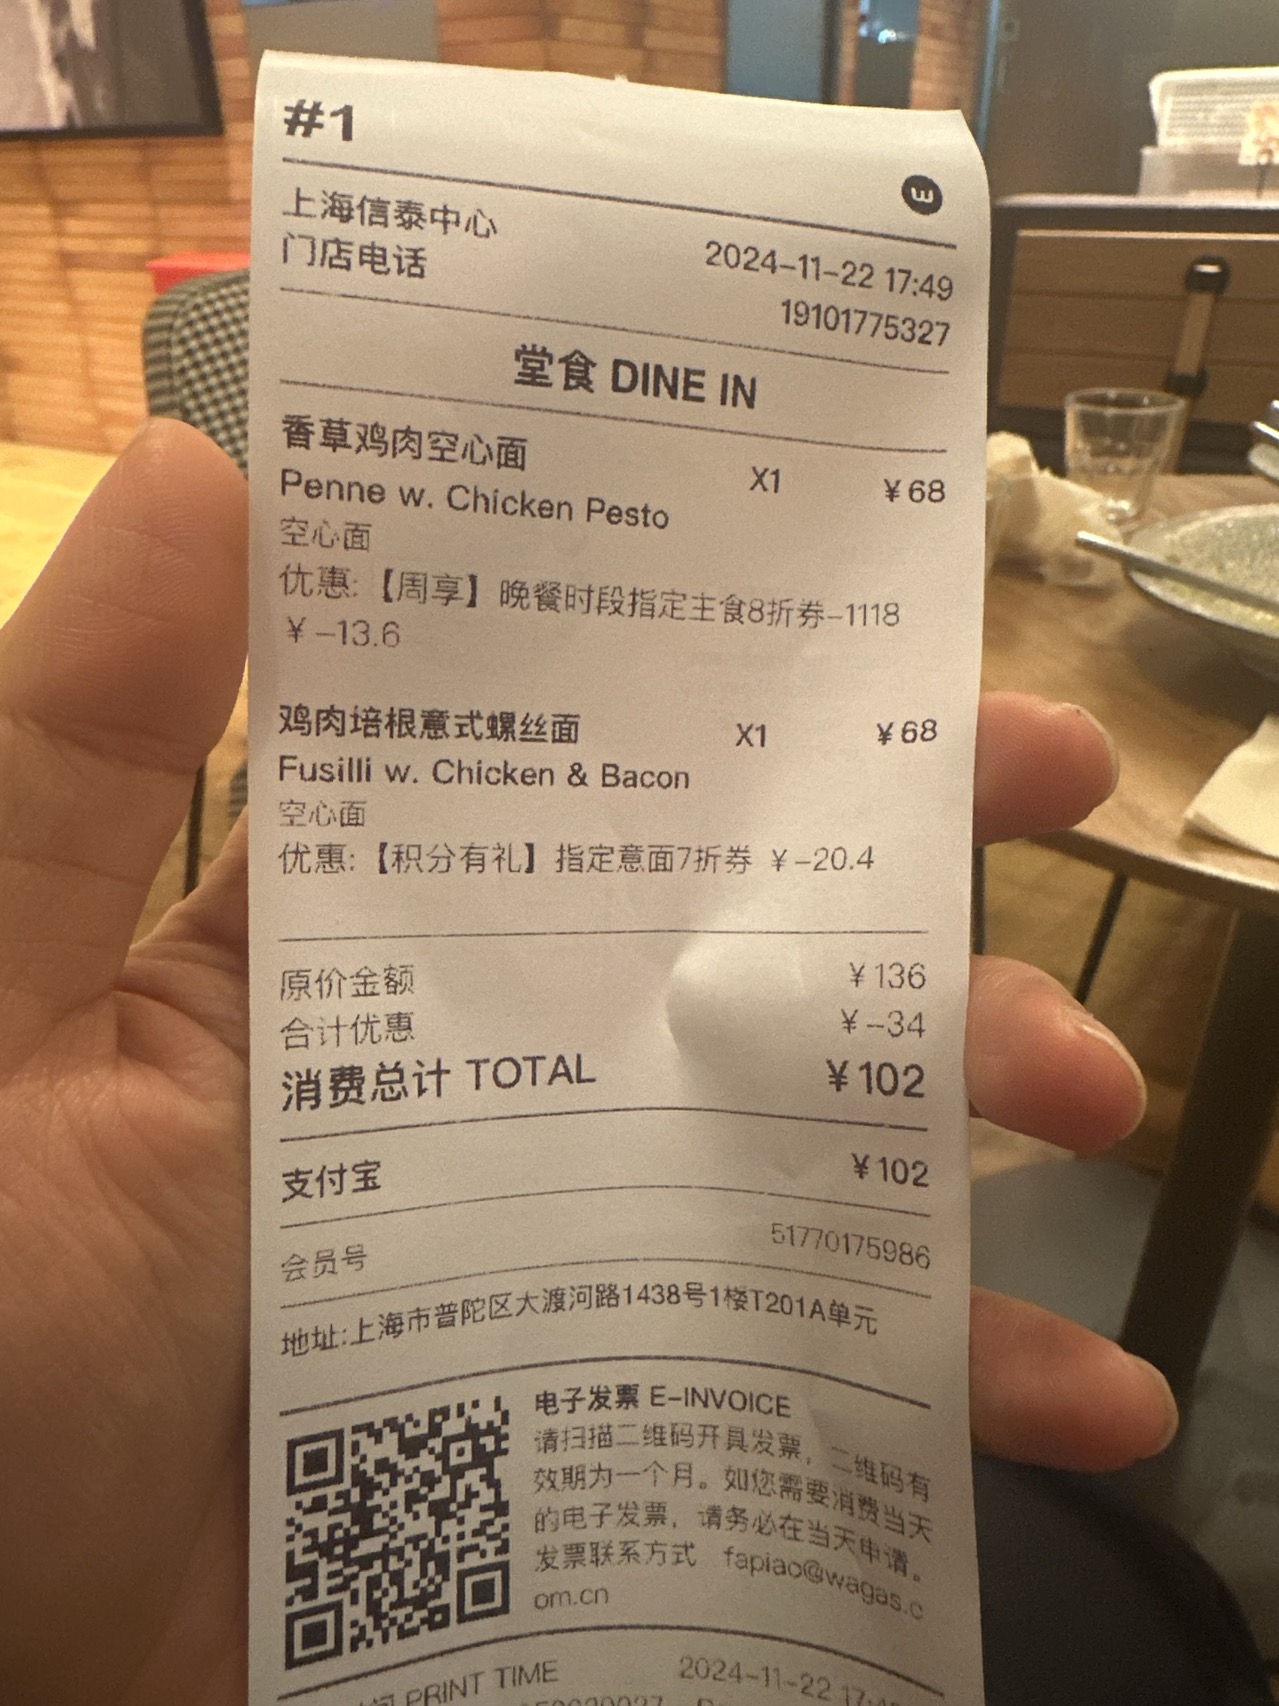 #1
上海信泰中心 2024-11-22 17:49
门店电话 19101775327
堂食 DINE IN
香草鸡肉空心面 X1 ¥68
Penne w. Chicken Pesto
空心面
优惠:【周享】晚餐时段指定主食8折券-1118
¥ -13.6
鸡肉培根意式螺丝面 X1 ¥68
Fusilli w. Chicken & Bacon
空心面
优惠:【积分有礼】指定意面7折券 ¥ -20.4
原价金额 ¥136
合计优惠 ¥ -34
消费总计 TOTAL ¥102
支付宝 ¥102
会员号 51770175986
地址:上海市普陀区大渡河路1438号1楼T201A单元
电子发票 E-INVOICE
请扫描二维码开具发票，二维码有
效期为一个月。如您需要消费当天
的电子发票，请务必在当天申请。
发票联系方式 fapiao@wagas.c
om.cn
PRINT TIME 2024-11-22